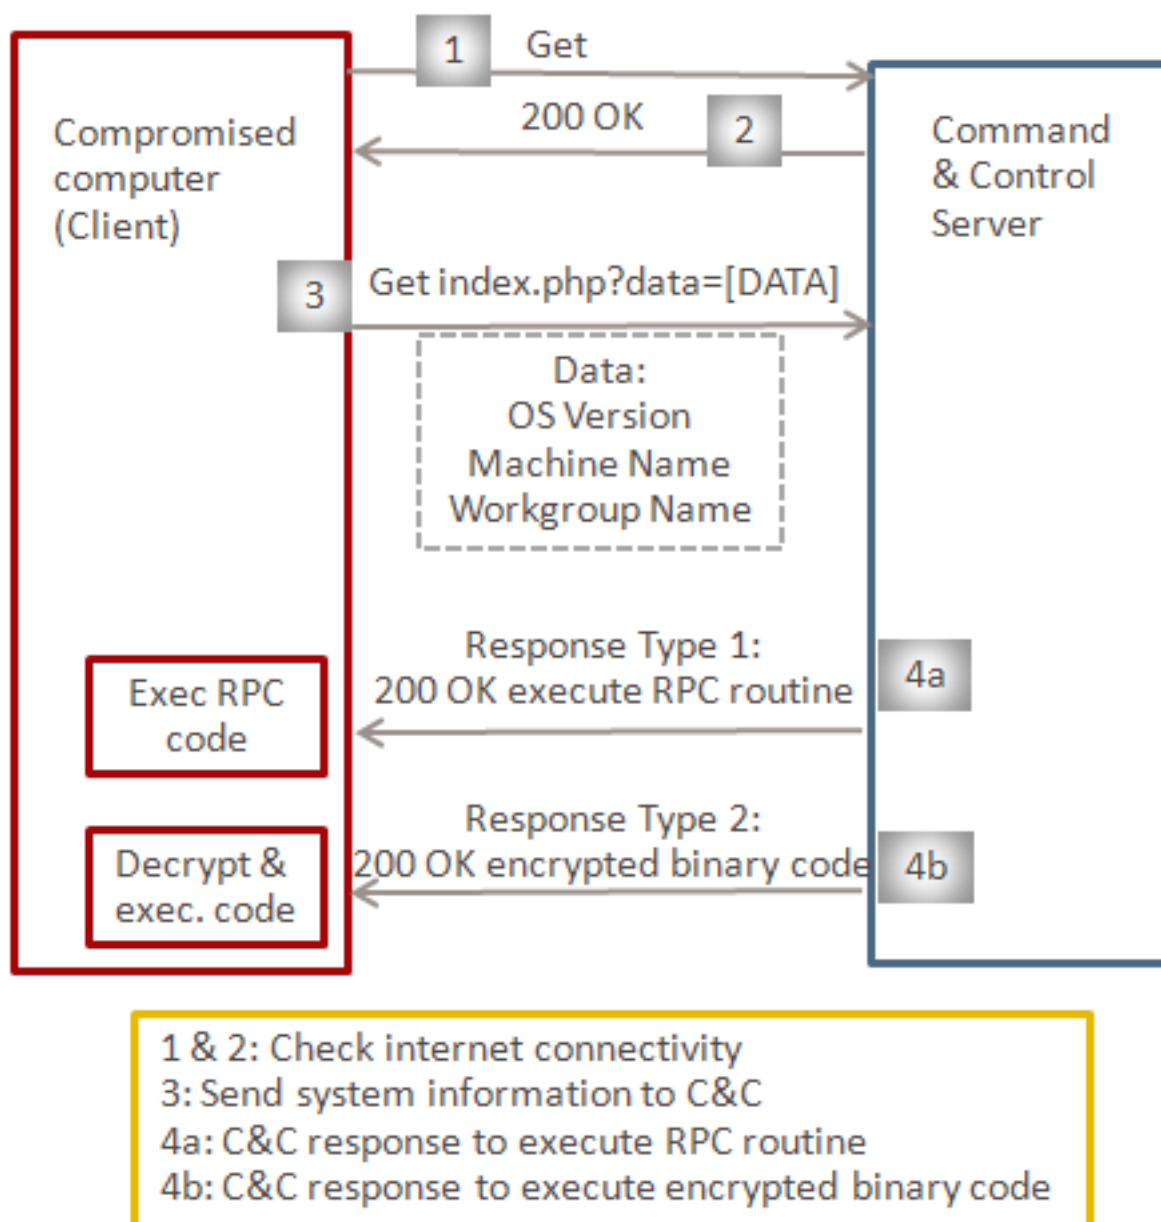 1
Get
200 OK
2
Compromised
computer
(Client)
Command
& Control
Server
3
Get index.php?data=[DATA]
Data:
OS Version
Machine Name
Workgroup Name
Response Type 1:
200 OK execute RPC routine
4a
Exec RPC
code
Response Type 2:
200 OK encrypted binary code
4b
Decrypt &
exec. code
1 & 2: Check internet connectivity
3: Send system information to C&C
4a: C&C response to execute RPC routine
4b: C&C response to execute encrypted binary code